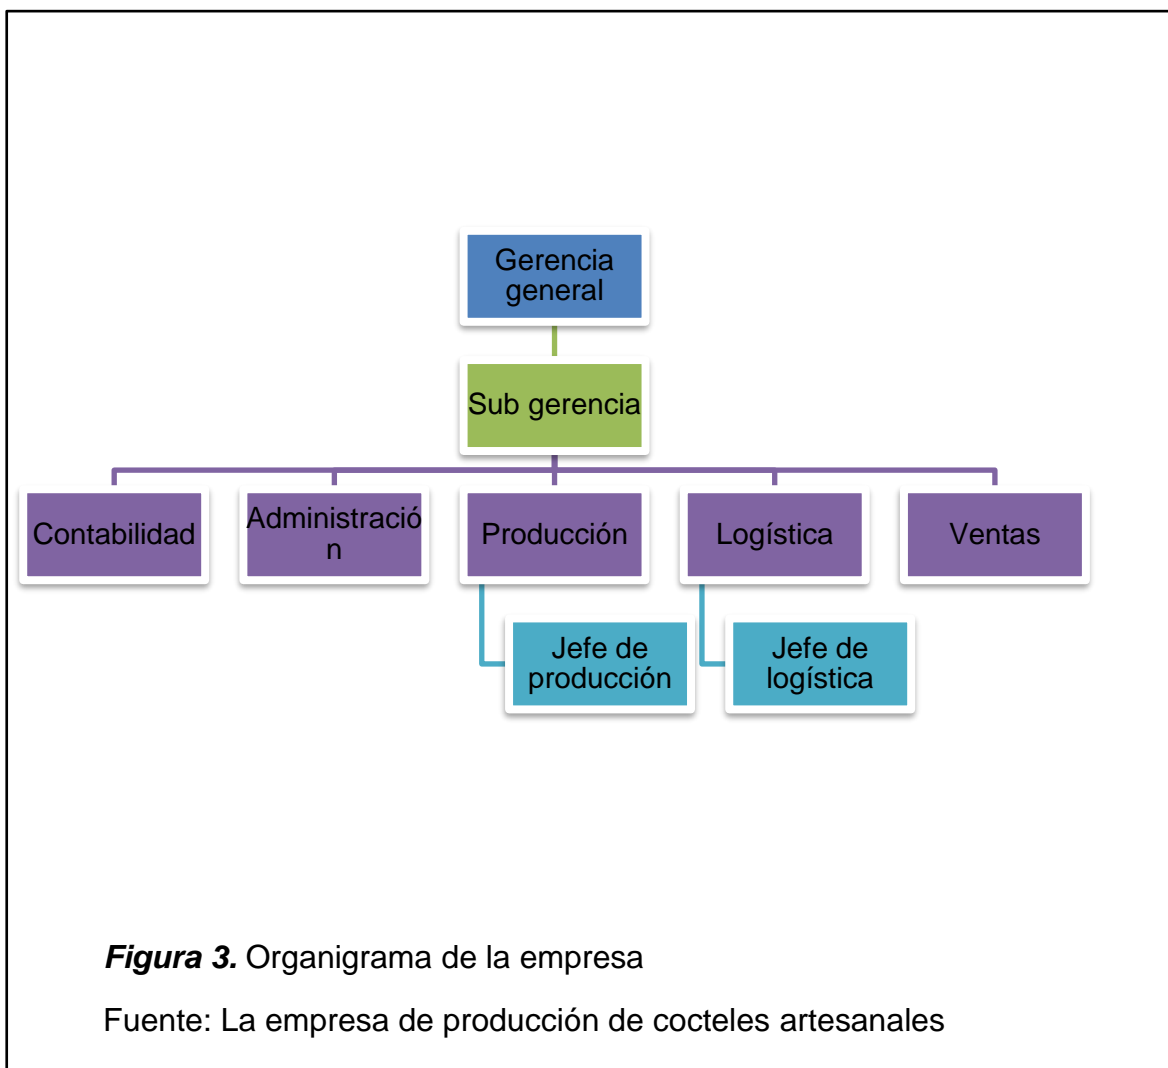 Gerencia
general
Sub gerencia
Contabilidad
Administració
n
Producción
Logística
Ventas
Jefe de
producción
Jefe de
logística
Figura 3. Organigrama de la empresa
Fuente: La empresa de producción de cocteles artesanales